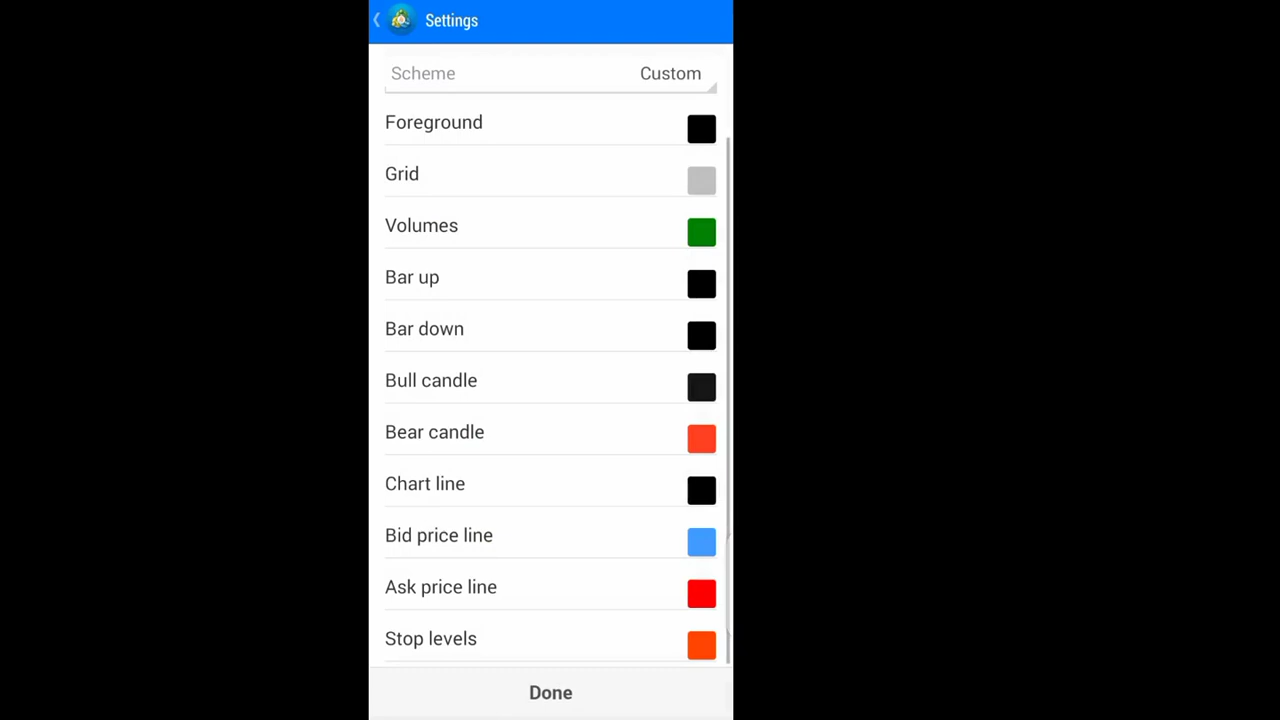 Settings
Scheme Custom
Foreground
Grid
Volumes
Bar up
Bar down
Bull candle
Bear candle
Chart line
Bid price line
Ask price line
Stop levels
Done